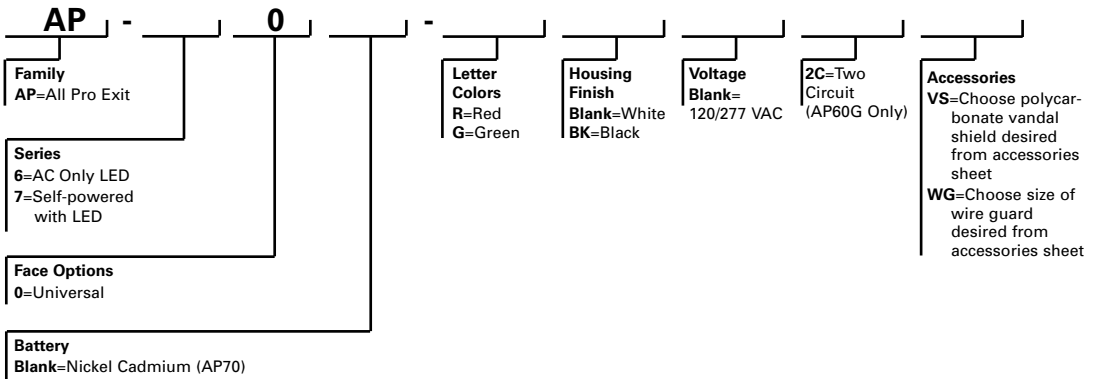 AP - 0 -
Family
AP=All Pro Exit
Series
6=AC Only LED
7=Self-powered
with LED
Face Options
0=Universal
Battery
Blank=Nickel Cadmium (AP70)
Letter
Colors
R=Red
G=Green
Housing
Finish
Blank=White
BK=Black
Voltage
Blank=
120/277 VAC
2C=Two
Circuit
(AP60G Only)
Accessories
VS=Choose polycar-
bonate vandal
shield desired
from accessories
sheet
WG=Choose size of
wire guard
desired from
accessories sheet